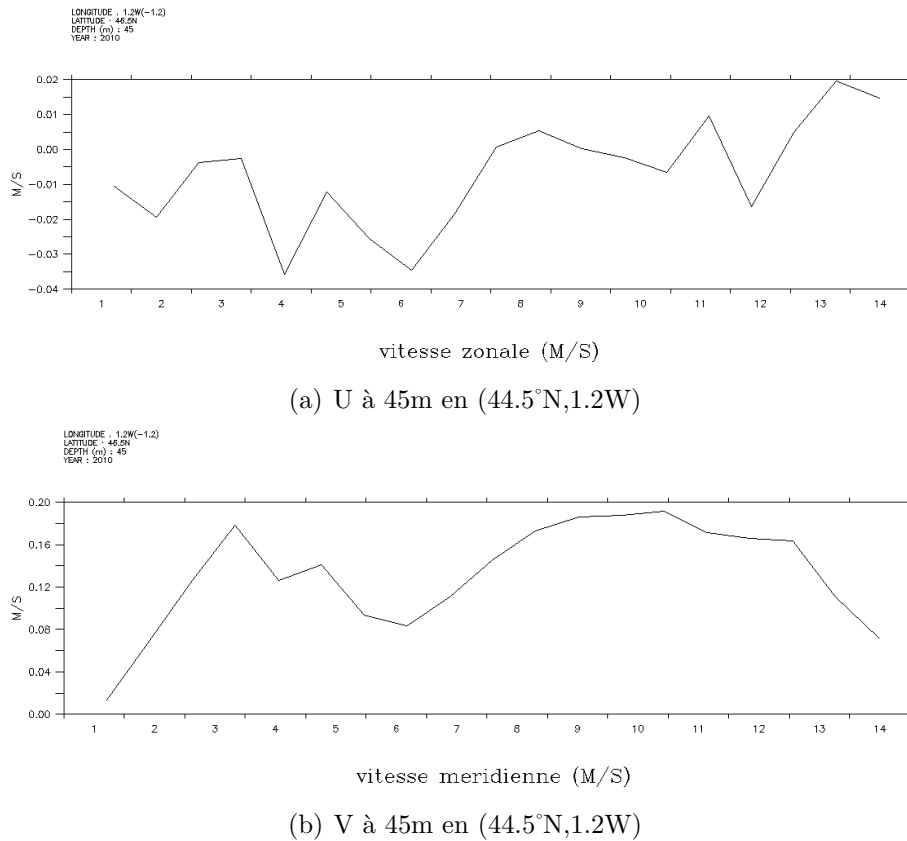 LONGITUDE : 1.2W(-1.2)
LATITUDE : 46.5N
DEPTH (m) : 45
YEAR : 2010
0.02
0.01
0.00
-0.01
-0.02
-0.03
-0.04
M/S
1 2 3 4 5 6 7 8 9 10 11 12 13 14
vitesse zonale (M/S)
(a) U à 45m en (44.5°N,1.2W)
LONGITUDE : 1.2W(-1.2)
LATITUDE : 46.5N
DEPTH (m) : 45
YEAR : 2010
0.20
0.16
0.12
0.08
0.04
0.00
M/S
1 2 3 4 5 6 7 8 9 10 11 12 13 14
vitesse meridienne (M/S)
(b) V à 45m en (44.5°N,1.2W)